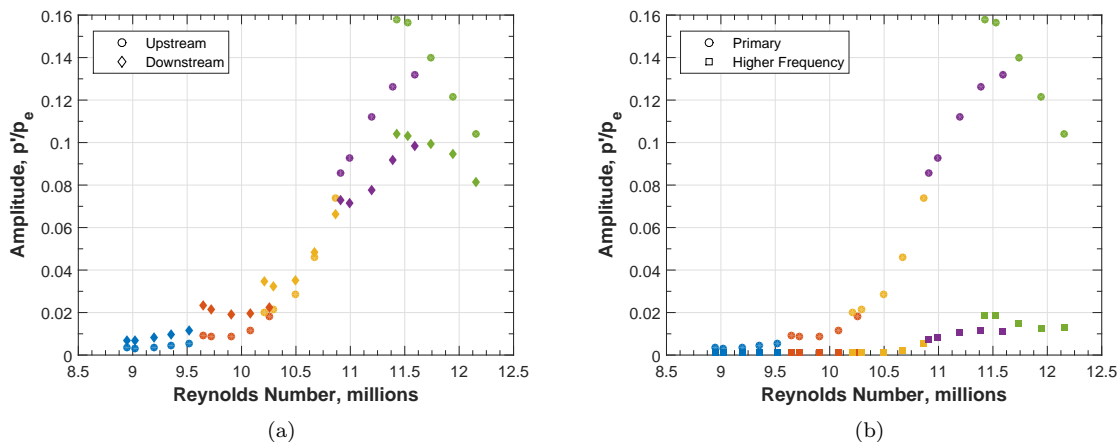 0.16
0.14
0.12
0.1
0.08
0.06
0.04
0.02
0
Amplitude, p'/p_e
Upstream
Downstream
8.5 9 9.5 10 10.5 11 11.5 12 12.5
Reynolds Number, millions
(a)
0.16
0.14
0.12
0.1
0.08
0.06
0.04
0.02
0
Amplitude, p'/p_e
Primary
Higher Frequency
8.5 9 9.5 10 10.5 11 11.5 12 12.5
Reynolds Number, millions
(b)